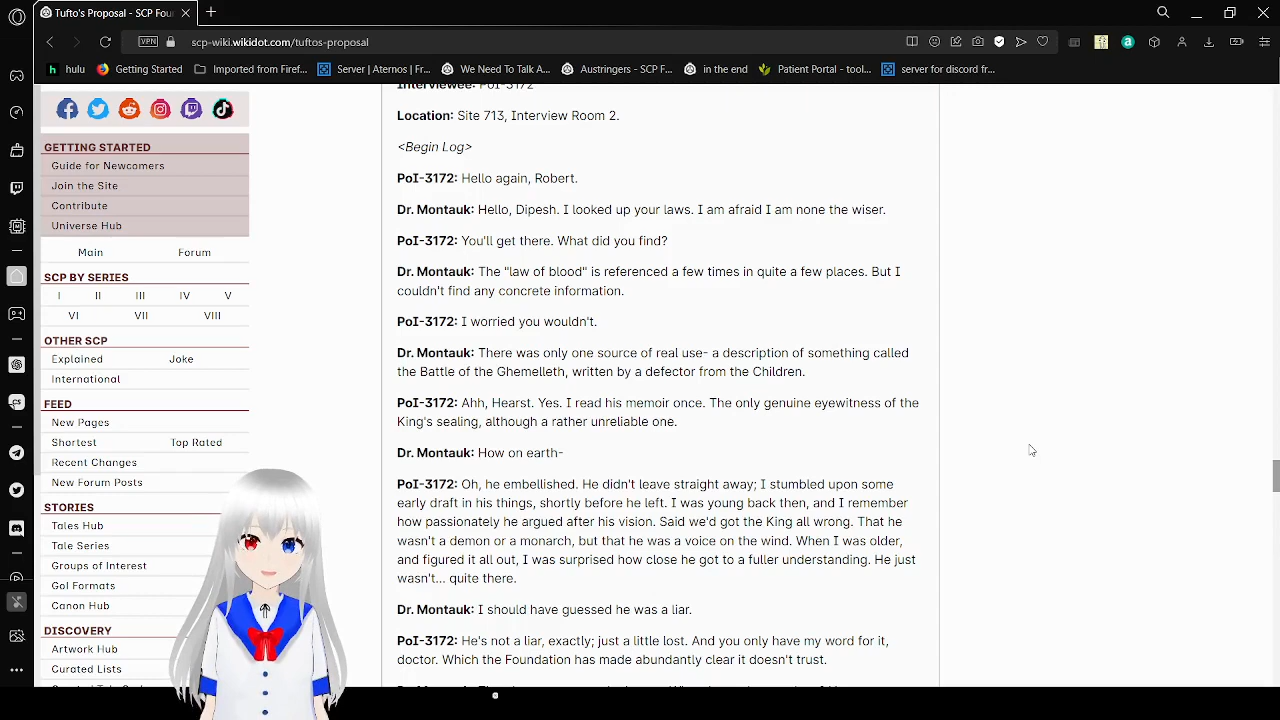 Tufto's Proposal - SCP Fou
VPN scp-wiki.wikidot.com/tuftos-proposal
hulu Getting Started Imported from Firef... Server | Aternos | Fr... We Need To Talk A... Austringers - SCP F... in the end Patient Portal - tool... server for discord fr...
GETTING STARTED
Guide for Newcomers
Join the Site
Contribute
Universe Hub
Main Forum
SCP BY SERIES
I II III IV V
VI VII VIII
OTHER SCP
Explained Joke
International
FEED
New Pages
Shortest Top Rated
Recent Changes
New Forum Posts
STORIES
Tales Hub
Tale Series
Groups of Interest
GoI Formats
Canon Hub
DISCOVERY
Artwork Hub
Curated Lists
Interviewee: PoI-3172
Location: Site 713, Interview Room 2.
<Begin Log>
PoI-3172: Hello again, Robert.
Dr. Montauk: Hello, Dipesh. I looked up your laws. I am afraid I am none the wiser.
PoI-3172: You'll get there. What did you find?
Dr. Montauk: The "law of blood" is referenced a few times in quite a few places. But I
couldn't find any concrete information.
PoI-3172: I worried you wouldn't.
Dr. Montauk: There was only one source of real use- a description of something called
the Battle of the Ghemelleth, written by a defector from the Children.
PoI-3172: Ahh, Hearst. Yes. I read his memoir once. The only genuine eyewitness of the
King's sealing, although a rather unreliable one.
Dr. Montauk: How on earth-
PoI-3172: Oh, he embellished. He didn't leave straight away; I stumbled upon some
early draft in his things, shortly before he left. I was young back then, and I remember
how passionately he argued after his vision. Said we'd got the King all wrong. That he
wasn't a demon or a monarch, but that he was a voice on the wind. When I was older,
and figured it all out, I was surprised how close he got to a fuller understanding. He just
wasn't... quite there.
Dr. Montauk: I should have guessed he was a liar.
PoI-3172: He's not a liar, exactly; just a little lost. And you only have my word for it,
doctor. Which the Foundation has made abundantly clear it doesn't trust.